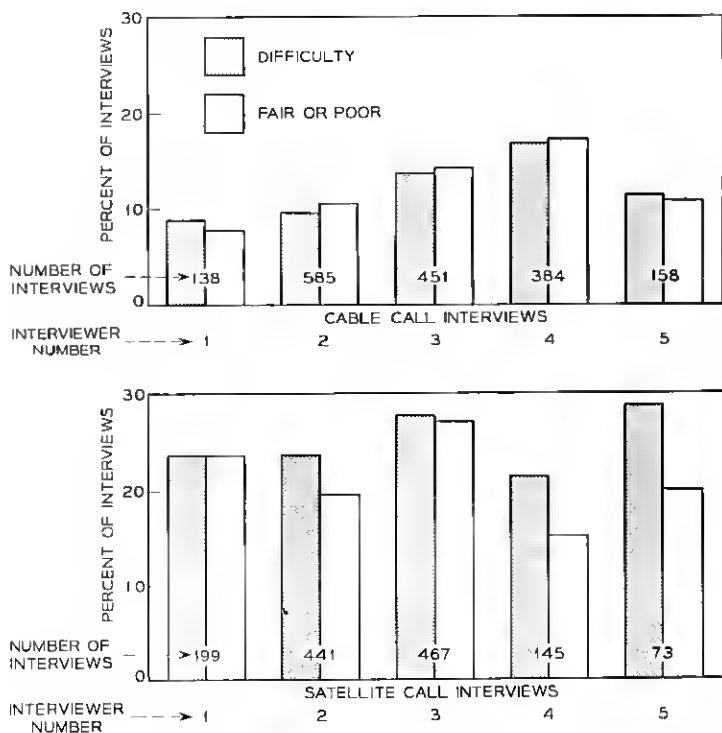 PERCENT OF INTERVIEWS
30
20
10
0
DIFFICULTY
FAIR OR POOR
NUMBER OF INTERVIEWS
138 585 451 384 158
CABLE CALL INTERVIEWS
INTERVIEWER NUMBER
1 2 3 4 5
PERCENT OF INTERVIEWS
30
20
10
0
NUMBER OF INTERVIEWS
199 441 467 145 73
SATELLITE CALL INTERVIEWS
INTERVIEWER NUMBER
1 2 3 4 5